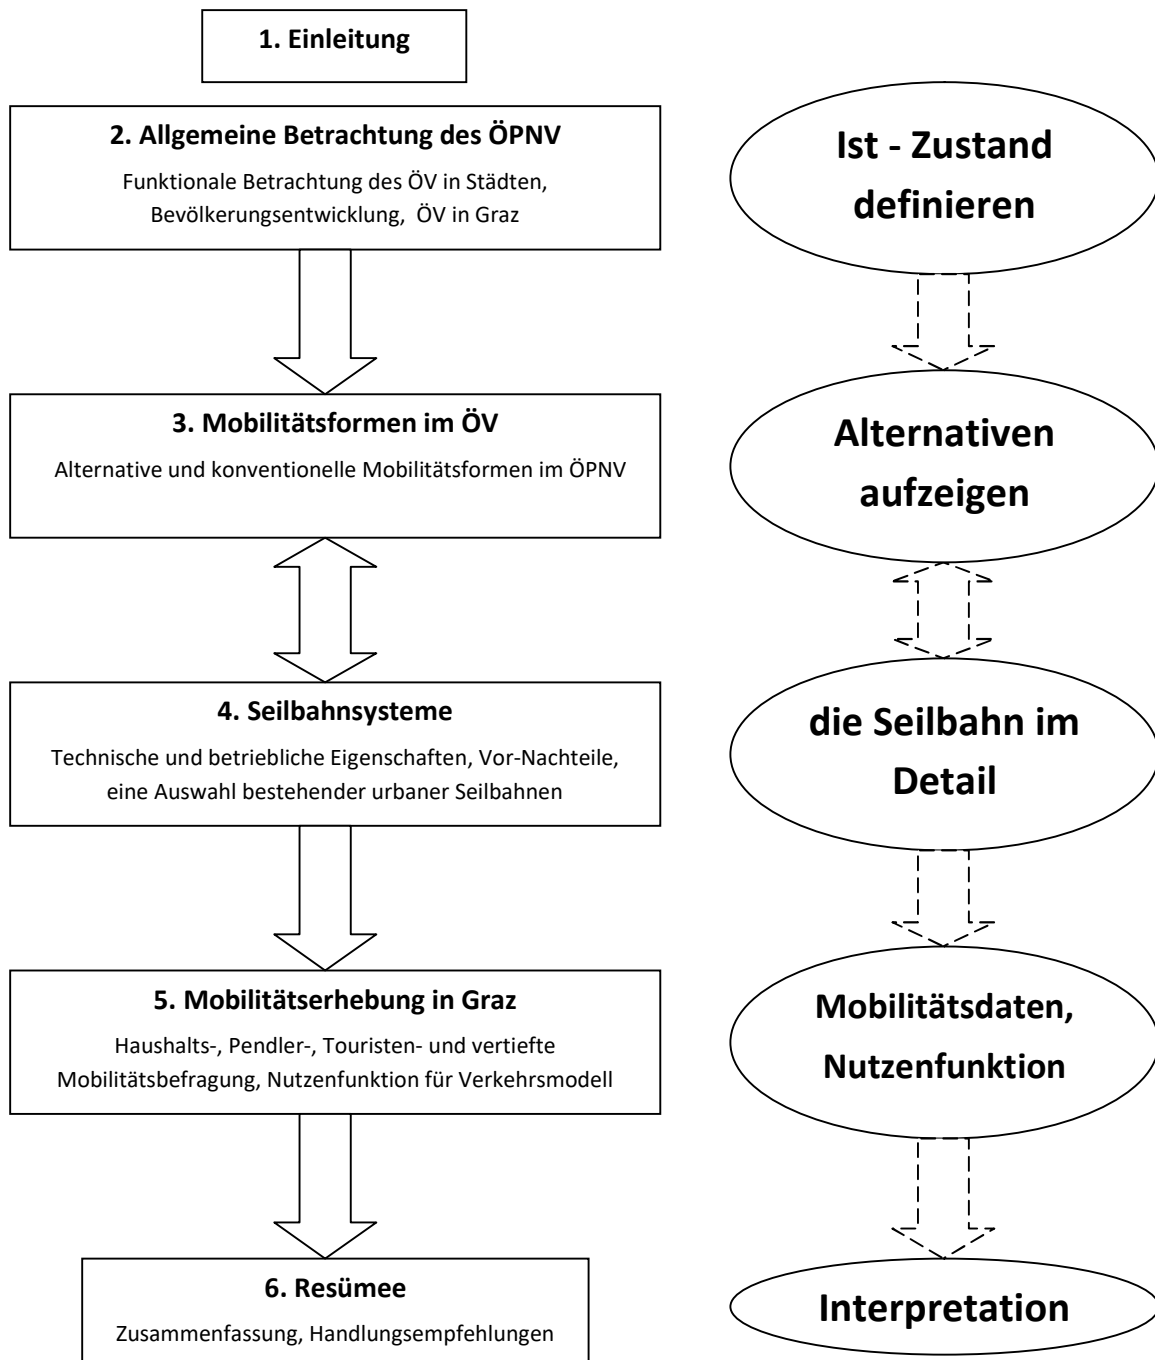 1. Einleitung
2. Allgemeine Betrachtung des ÖPNV
Funktionale Betrachtung des ÖV in Städten,
Bevölkerungsentwicklung, ÖV in Graz
Ist - Zustand
definieren
3. Mobilitätsformen im ÖV
Alternative und konventionelle Mobilitätsformen im ÖPNV
Alternativen
aufzeigen
4. Seilbahnsysteme
Technische und betriebliche Eigenschaften, Vor-Nachteile,
eine Auswahl bestehender urbaner Seilbahnen
die Seilbahn im
Detail
5. Mobilitätserhebung in Graz
Haushalts-, Pendler-, Touristen- und vertiefte
Mobilitätsbefragung, Nutzenfunktion für Verkehrsmodell
Mobilitätsdaten,
Nutzenfunktion
6. Resümee
Zusammenfassung, Handlungsempfehlungen
Interpretation